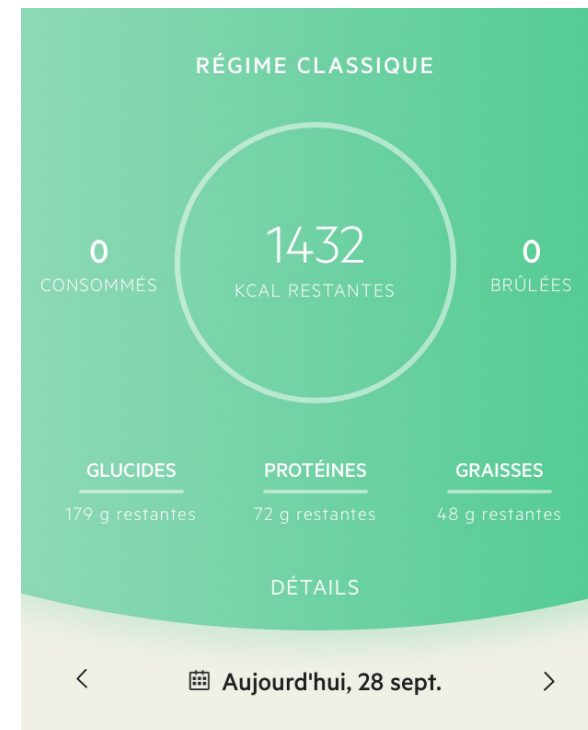 RÉGIME CLASSIQUE
1432
0
0
CONSOMMÉS
KCAL RESTANTES
BRÛLÉES
GLUCIDES
PROTÉINES
GRAISSES
179 g restantes
72 g restantes
48 g restantes
DÉTAILS
Aujourd'hui, 28 sept.